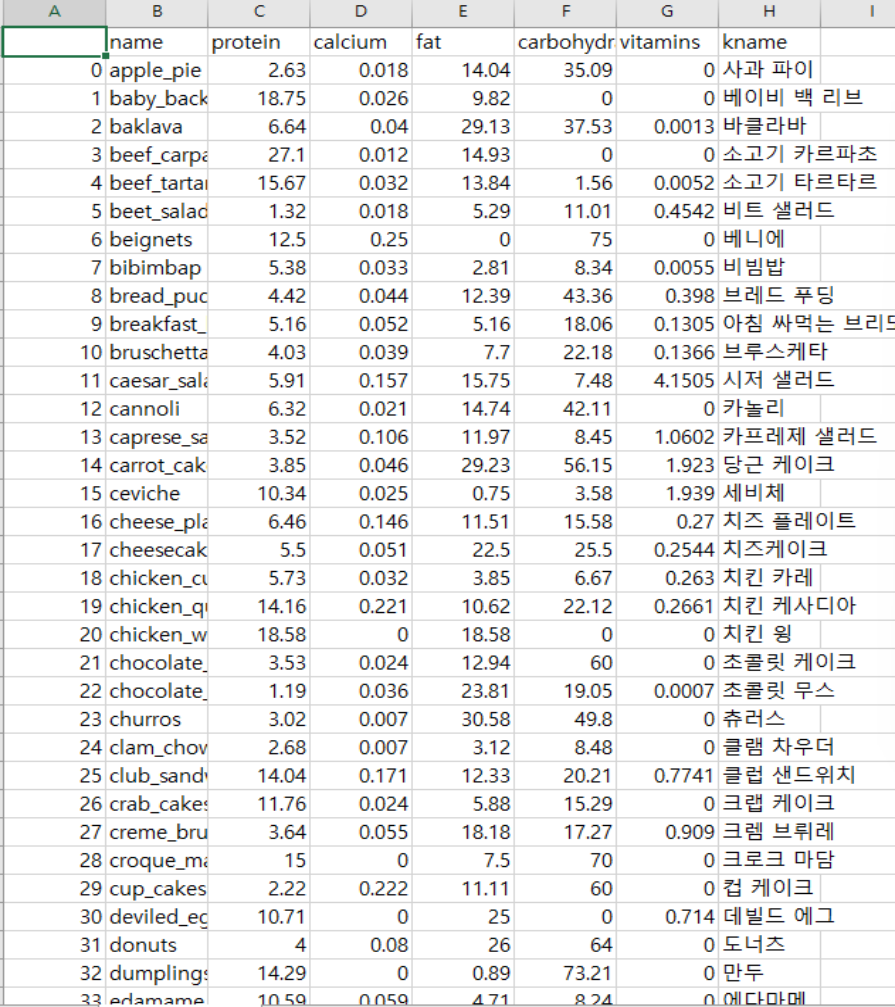 A B C D E F G H I
name protein calcium fat carbohydr vitamins kname
0 apple_pie 2.63 0.018 14.04 35.09 0 사과 파이
1 baby_back 18.75 0.026 9.82 0 0 베이비 백 리브
2 baklava 6.64 0.04 29.13 37.53 0.0013 바클라바
3 beef_carpa 27.1 0.012 14.93 0 0 소고기 카르파초
4 beef_tartar 15.67 0.032 13.84 1.56 0.0052 소고기 타르타르
5 beet_salad 1.32 0.018 5.29 11.01 0.4542 비트 샐러드
6 beignets 12.5 0.25 0 75 0 베니에
7 bibimbap 5.38 0.033 2.81 8.34 0.0055 비빔밥
8 bread_pud 4.42 0.044 12.39 43.36 0.398 브레드 푸딩
9 breakfast_ 5.16 0.052 5.16 18.06 0.1305 아침 싸먹는 브리또
10 bruschetta 4.03 0.039 7.7 22.18 0.1366 브루스케타
11 caesar_sala 5.91 0.157 15.75 7.48 4.1505 시저 샐러드
12 cannoli 6.32 0.021 14.74 42.11 0 카놀리
13 caprese_sa 3.52 0.106 11.97 8.45 1.0602 카프레제 샐러드
14 carrot_cak 3.85 0.046 29.23 56.15 1.923 당근 케이크
15 ceviche 10.34 0.025 0.75 3.58 1.939 세비체
16 cheese_pla 6.46 0.146 11.51 15.58 0.27 치즈 플레이트
17 cheesecak 5.5 0.051 22.5 25.5 0.2544 치즈케이크
18 chicken_cu 5.73 0.032 3.85 6.67 0.263 치킨 카레
19 chicken_qu 14.16 0.221 10.62 22.12 0.2661 치킨 케사디아
20 chicken_w 18.58 0 18.58 0 0 치킨 윙
21 chocolate_ 3.53 0.024 12.94 60 0 초콜릿 케이크
22 chocolate_ 1.19 0.036 23.81 19.05 0.0007 초콜릿 무스
23 churros 3.02 0.007 30.58 49.8 0 츄러스
24 clam_chow 2.68 0.007 3.12 8.48 0 클램 차우더
25 club_sandw 14.04 0.171 12.33 20.21 0.7741 클럽 샌드위치
26 crab_cakes 11.76 0.024 5.88 15.29 0 크랩 케이크
27 creme_bru 3.64 0.055 18.18 17.27 0.909 크렘 브뤼레
28 croque_ma 15 0 7.5 70 0 크로크 마담
29 cup_cakes 2.22 0.222 11.11 60 0 컵 케이크
30 deviled_eg 10.71 0 25 0 0.714 데빌드 에그
31 donuts 4 0.08 26 64 0 도너츠
32 dumplings 14.29 0 0.89 73.21 0 만두
33 edamame 10.59 0.059 4.71 8.24 0 에다마메